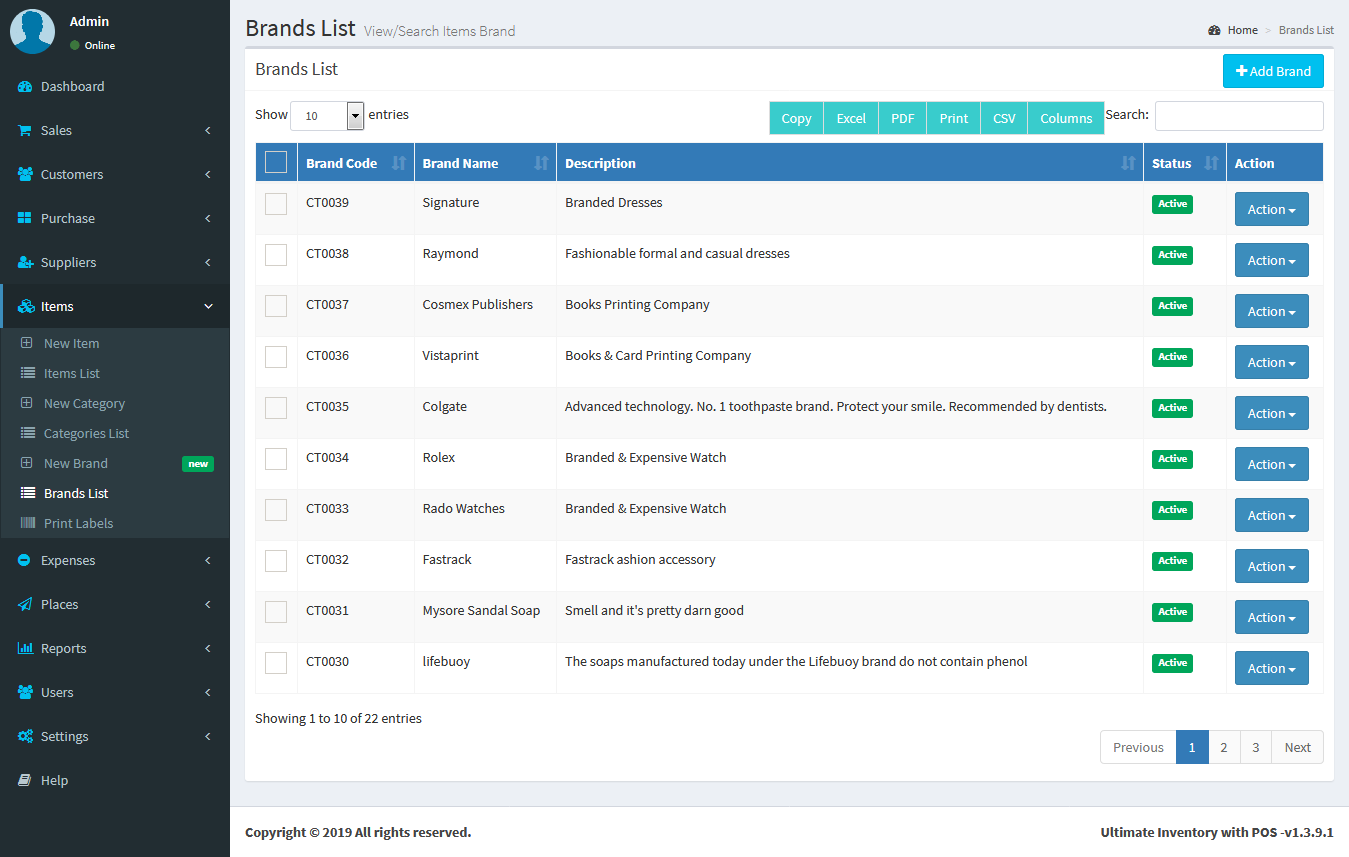 Admin
Online
Dashboard
Sales
Customers
Purchase
Suppliers
Items
New Item
Items List
New Category
Categories List
New Brand new
Brands List
Print Labels
Expenses
Places
Reports
Users
Settings
Help
Brands List View/Search Items Brand
Home > Brands List
Brands List
Add Brand
Show 10 entries
Copy Excel PDF Print CSV Columns Search:
Brand Code Brand Name Description Status Action
CT0039 Signature Branded Dresses Active Action
CT0038 Raymond Fashionable formal and casual dresses Active Action
CT0037 Cosmex Publishers Books Printing Company Active Action
CT0036 Vistaprint Books & Card Printing Company Active Action
CT0035 Colgate Advanced technology. No. 1 toothpaste brand. Protect your smile. Recommended by dentists. Active Action
CT0034 Rolex Branded & Expensive Watch Active Action
CT0033 Rado Watches Branded & Expensive Watch Active Action
CT0032 Fastrack Fastrack ashion accessory Active Action
CT0031 Mysore Sandal Soap Smell and it's pretty darn good Active Action
CT0030 lifebuoy The soaps manufactured today under the Lifebuoy brand do not contain phenol Active Action
Showing 1 to 10 of 22 entries
Previous 1 2 3 Next
Copyright © 2019 All rights reserved.
Ultimate Inventory with POS -v1.3.9.1